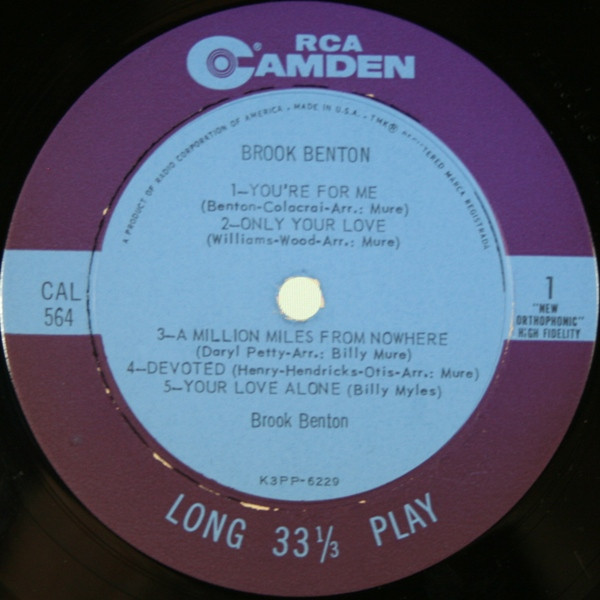 RCA
CAMDEN®
A PRODUCT OF RADIO CORPORATION OF AMERICA • MADE IN U.S.A. • TMK® REGISTERED MARCA REGISTRADA
BROOK BENTON
1—YOU'RE FOR ME
(Benton-Colacrai-Arr.: Mure)
2—ONLY YOUR LOVE
(Williams-Wood-Arr.: Mure)
CAL
564
1
"NEW
ORTHOPHONIC"
HIGH FIDELITY
3—A MILLION MILES FROM NOWHERE
(Daryl Petty-Arr.: Billy Mure)
4—DEVOTED (Henry-Hendricks-Otis-Arr.: Mure)
5—YOUR LOVE ALONE (Billy Myles)
Brook Benton
K3PP-6229
LONG 33⅓ PLAY